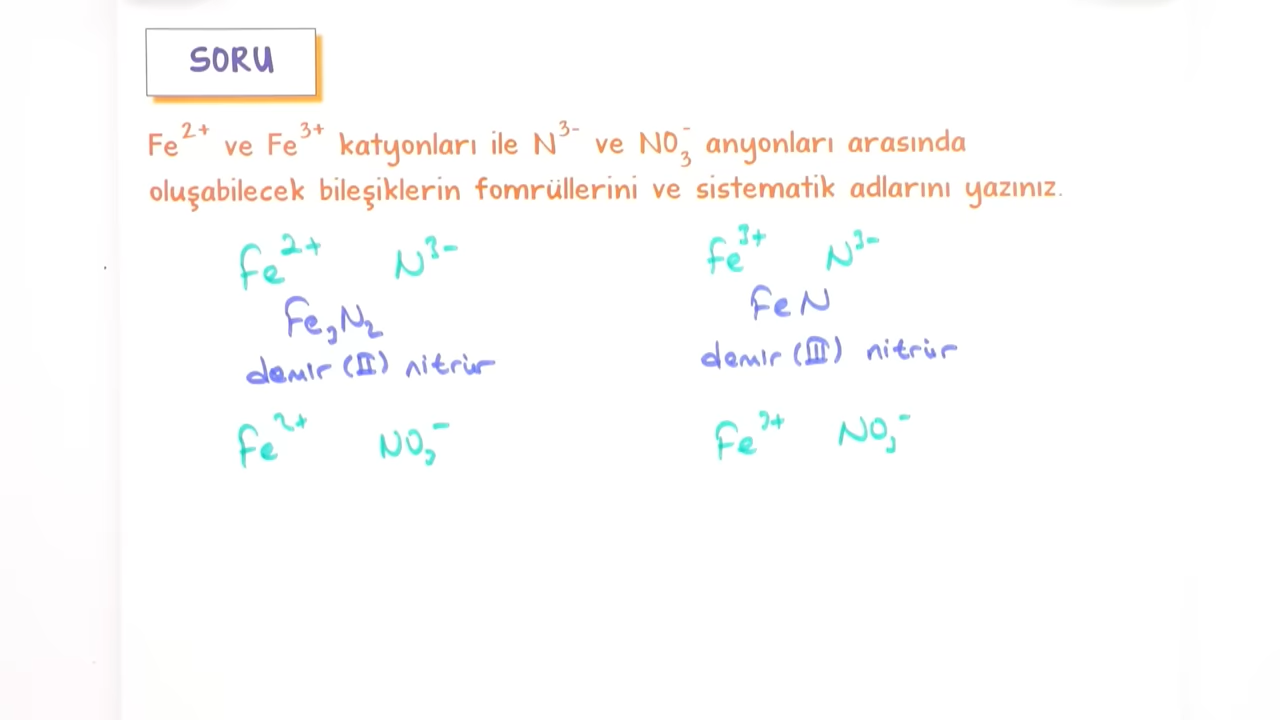 SORU
Fe²⁺ ve Fe³⁺ katyonları ile N³⁻ ve NO₃⁻ anyonları arasında
oluşabilecek bileşiklerin fomrüllerini ve sistematik adlarını yazınız.
Fe²⁺ N³⁻
Fe₃N₂
demir (II) nitrür
Fe³⁺ N³⁻
FeN
demir (III) nitrür
Fe²⁺ NO₃⁻
Fe³⁺ NO₃⁻